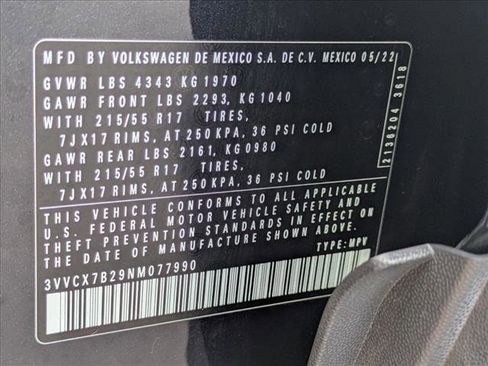 MFD BY VOLKSWAGEN DE MEXICO S.A. DE C.V. MEXICO 05/22
GVWR LBS 4343 KG 1970
GAWR FRONT LBS 2293, KG 1040
WITH 215/55 R17 TIRES,
7JX17 RIMS, AT 250 KPA, 36 PSI COLD
GAWR REAR LBS 2161, KG 0980
WITH 215/55 R17 TIRES,
7JX17 RIMS, AT 250 KPA, 36 PSI COLD
THIS VEHICLE CONFORMS TO ALL APPLICABLE
U.S. FEDERAL MOTOR VEHICLE SAFETY AND
THEFT PREVENTION STANDARDS IN EFFECT ON
THE DATE OF MANUFACTURE SHOWN ABOVE.
3VVCX7B29NM077990 TYPE: MPV
2136204 3618